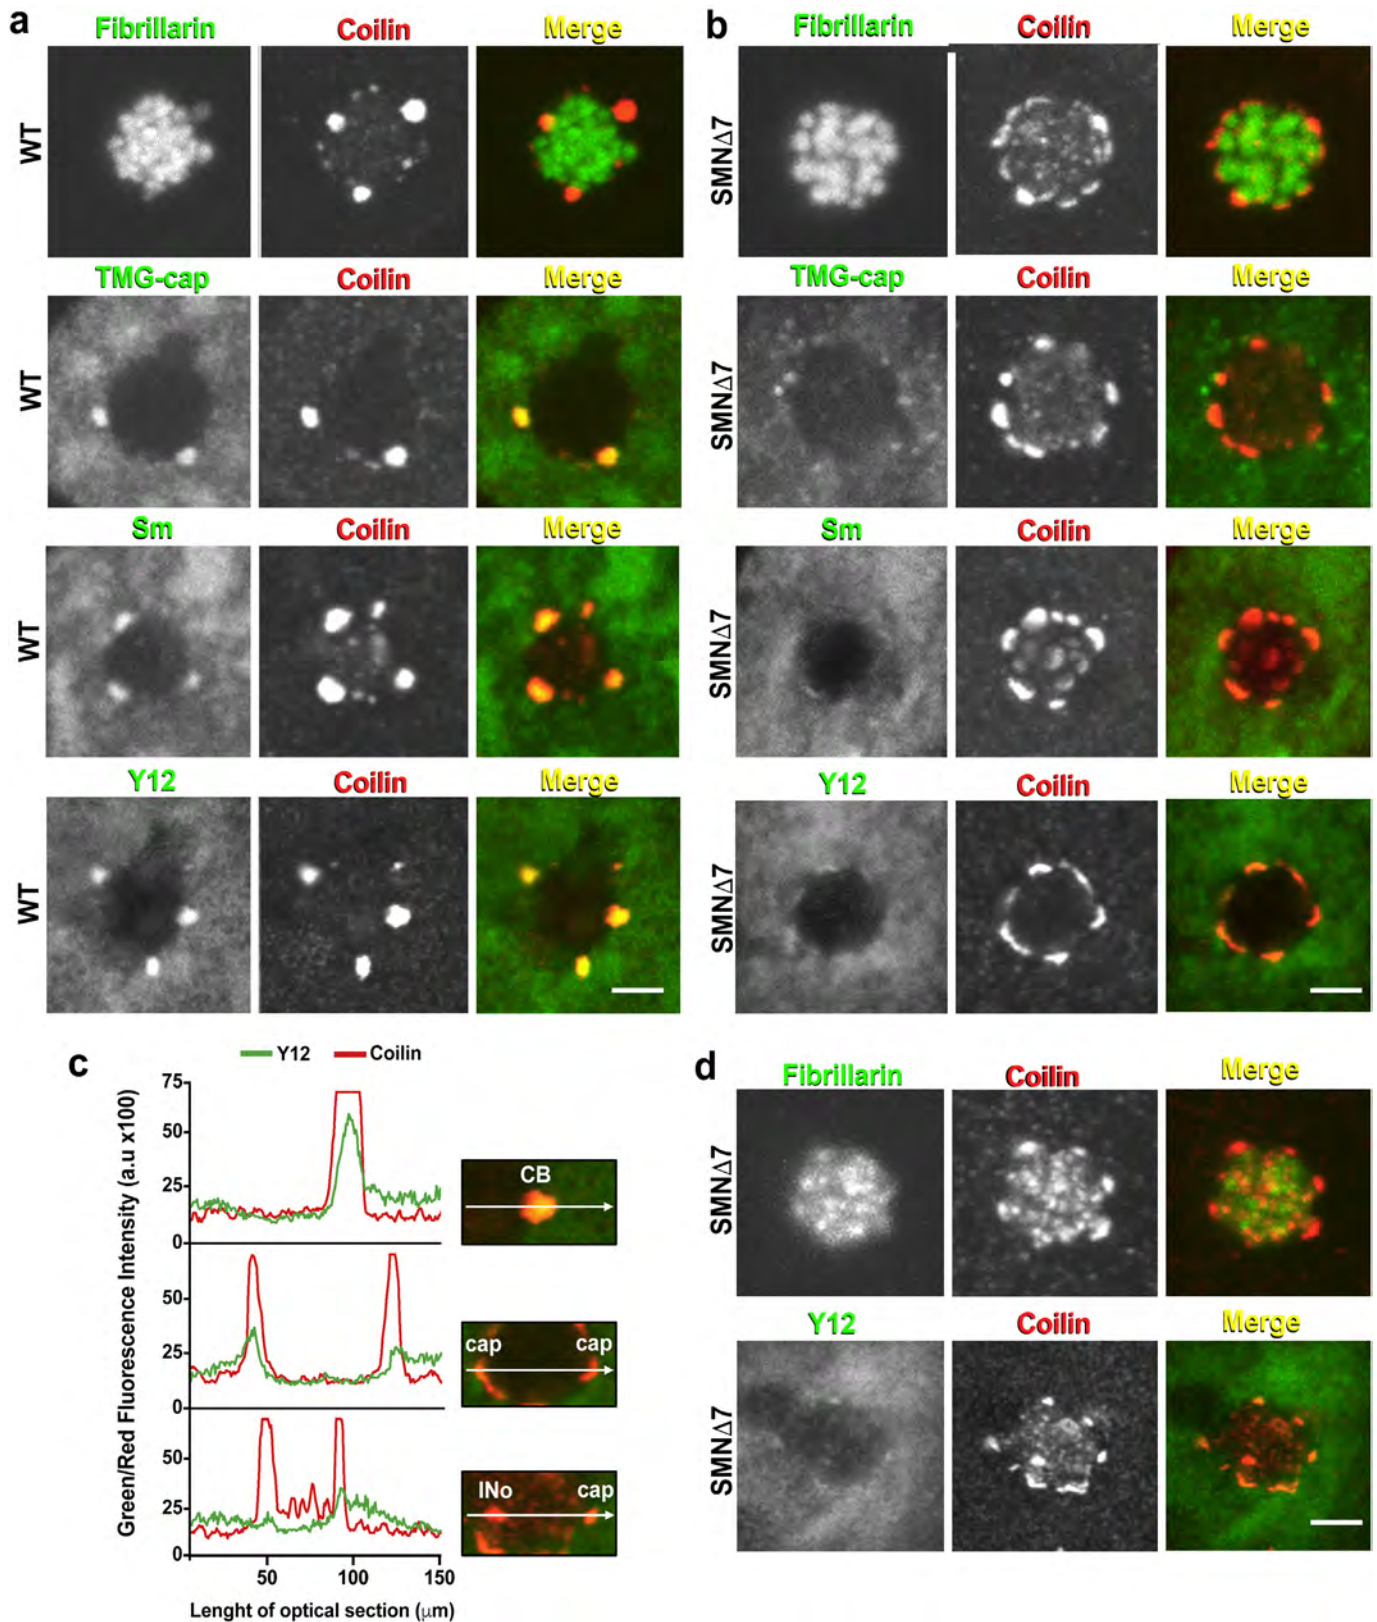 a
Fibrillarin Coilin Merge
WT
TMG-cap Coilin Merge
WT
Sm Coilin Merge
WT
Y12 Coilin Merge
WT
b
Fibrillarin Coilin Merge
SMNΔ7
TMG-cap Coilin Merge
SMNΔ7
Sm Coilin Merge
SMNΔ7
Y12 Coilin Merge
SMNΔ7
c
Y12 Coilin
Green/Red Fluorescence Intensity (a.u x100)
75
50
25
0
CB
50
25
0
cap cap
50
25
0
INo cap
50 100 150
Lenght of optical section (μm)
d
Fibrillarin Coilin Merge
SMNΔ7
Y12 Coilin Merge
SMNΔ7